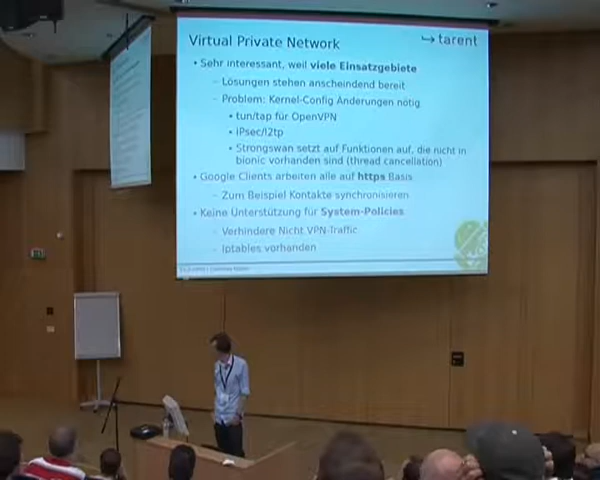 Virtual Private Network
tarent
• Sehr interessant, weil viele Einsatzgebiete
– Lösungen stehen anscheindend bereit
– Problem: Kernel-Config Änderungen nötig
• tun/tap für OpenVPN
• IPsec/l2tp
• Strongswan setzt auf Funktionen auf, die nicht in
bionic vorhanden sind (thread cancellation)
• Google Clients arbeiten alle auf https Basis
– Zum Beispiel Kontakte synchronisieren
• Keine Unterstützung für System-Policies
– Verhindere Nicht VPN-Traffic
– Iptables vorhanden